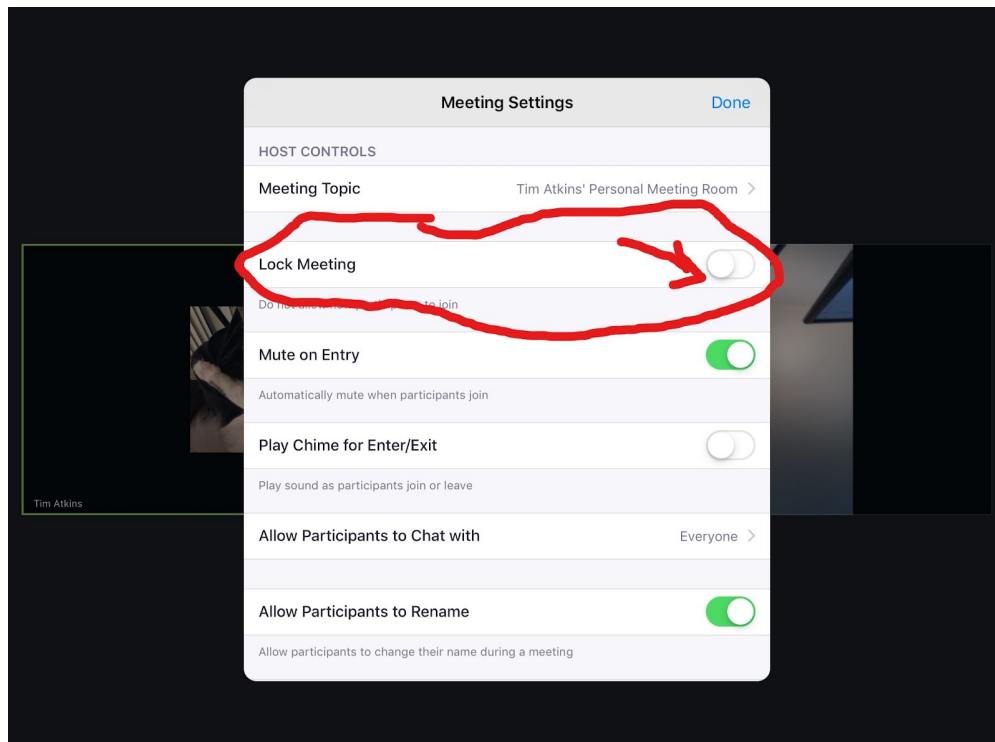 Meeting Settings Done
HOST CONTROLS
Meeting Topic Tim Atkins' Personal Meeting Room
Lock Meeting
Do not allow to join
Mute on Entry
Automatically mute when participants join
Play Chime for Enter/Exit
Play sound as participants join or leave
Tim Atkins
Allow Participants to Chat with Everyone
Allow Participants to Rename
Allow participants to change their name during a meeting